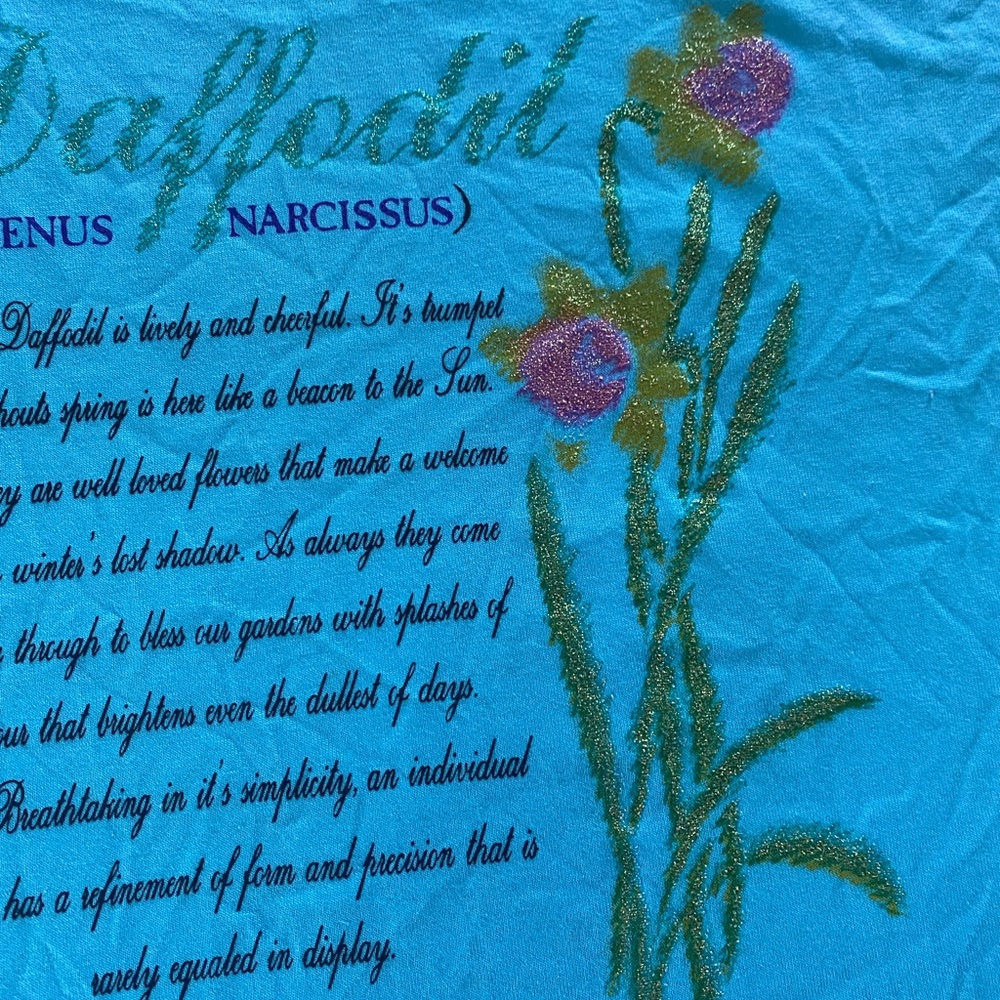 Daffodil
ENUS NARCISSUS)
Daffodil is lively and cheerful. It's trumpet
houts spring is here like a beacon to the Sun.
ey are well loved flowers that make a welcome
winter's lost shadow. As always they come
through to bless our gardens with splashes of
our that brightens even the dullest of days.
Breathtaking in it's simplicity, an individual
has a refinement of form and precision that is
rarely equaled in display.